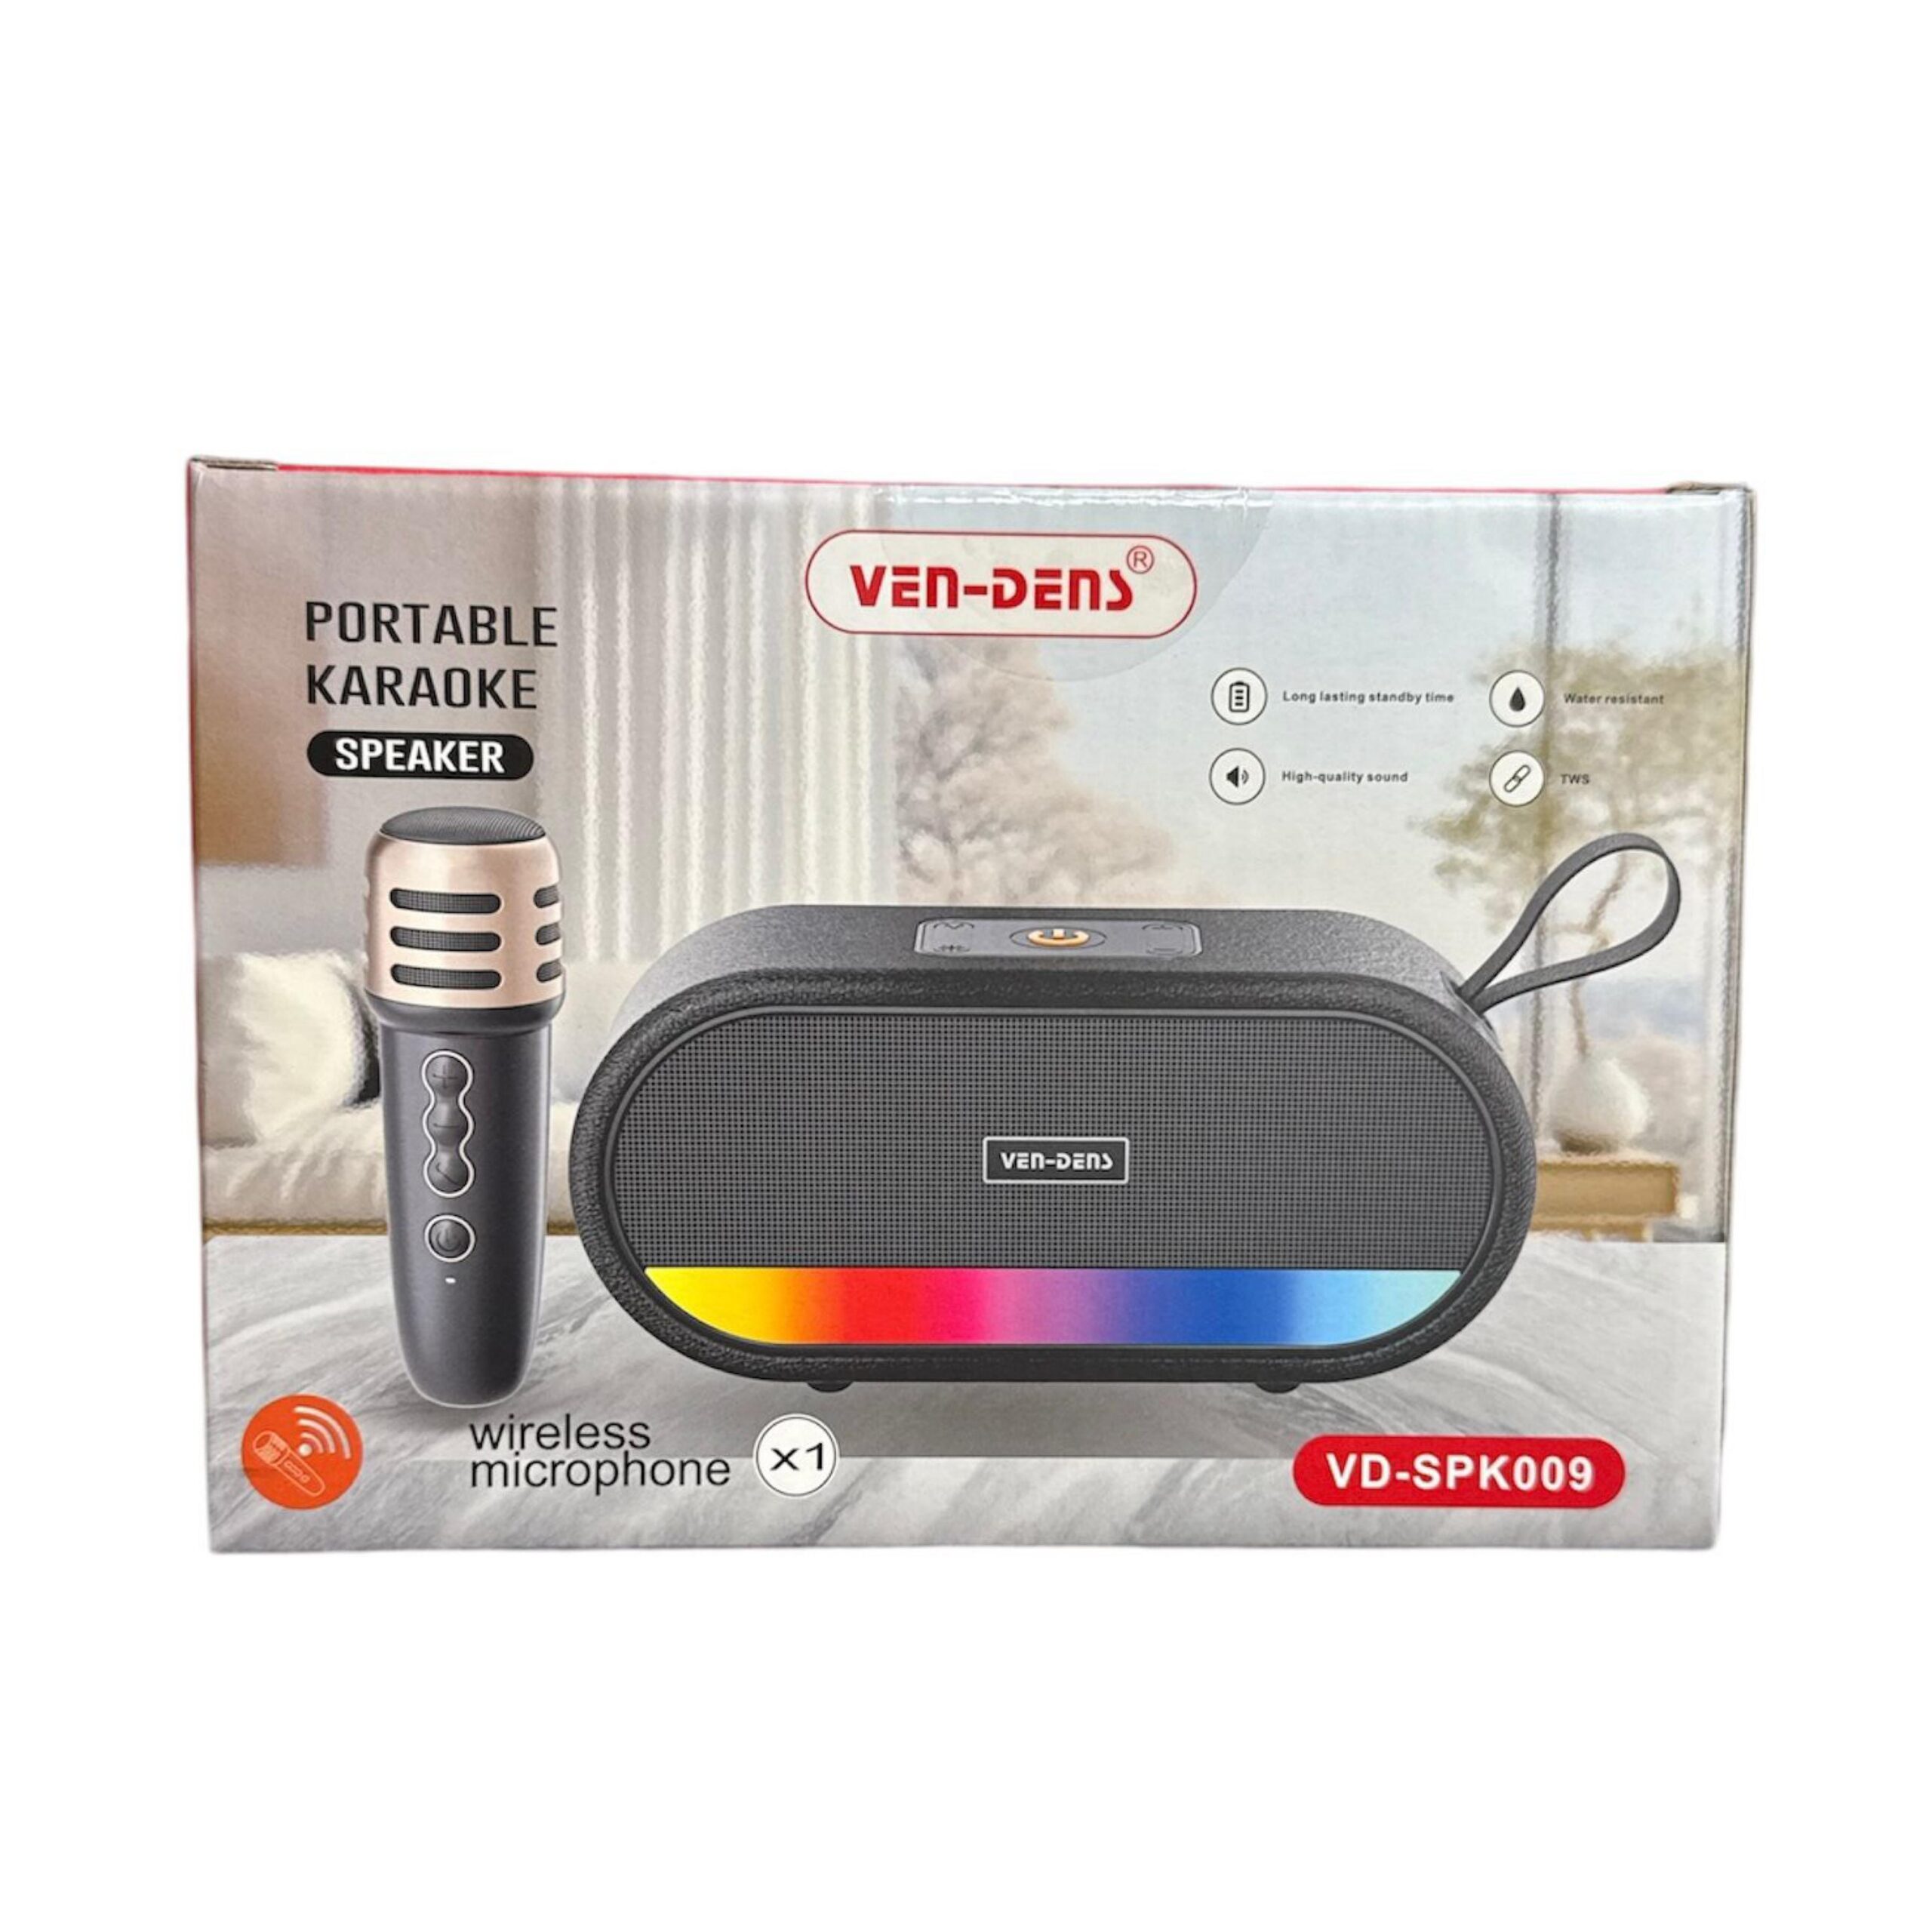 VEN-DENS®
PORTABLE
KARAOKE
SPEAKER
Long lasting standby time
Water resistant
High-quality sound
TWS
VEN-DENS
wireless
microphone
x1
VD-SPK009